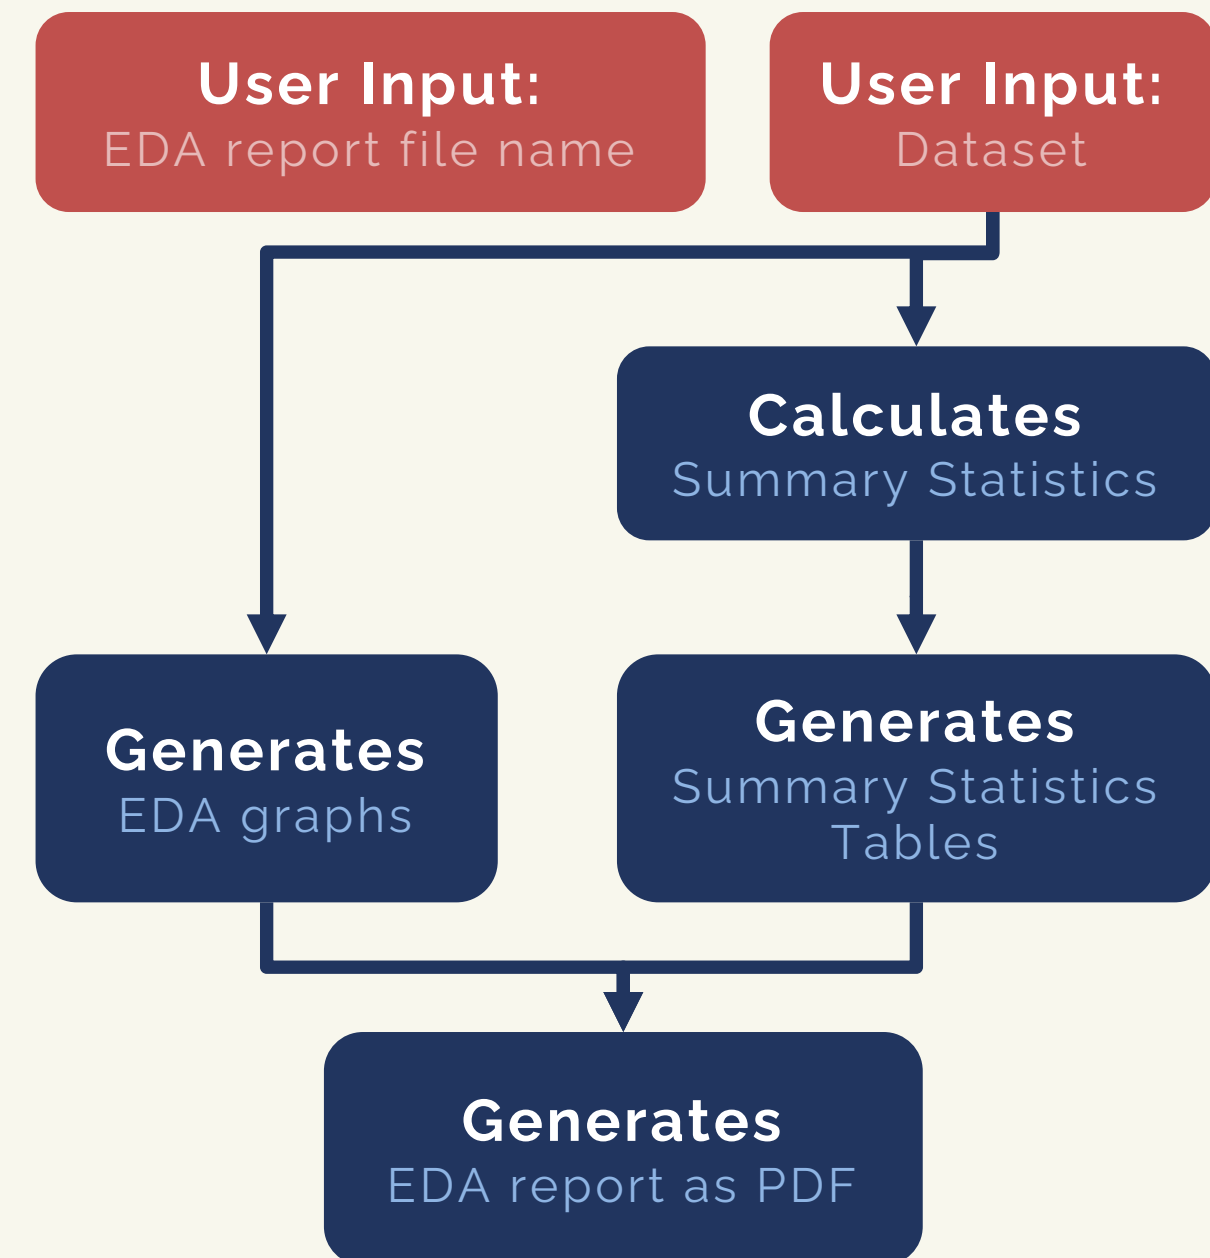 User Input:
EDA report file name
User Input:
Dataset
Calculates
Summary Statistics
Generates
EDA graphs
Generates
Summary Statistics
Tables
Generates
EDA report as PDF